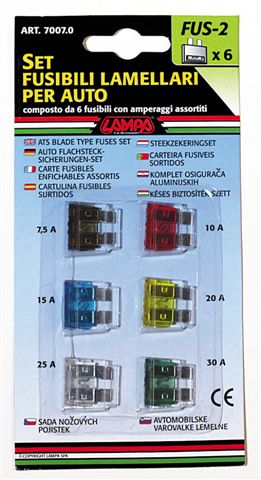 ART. 7007.0
FUS-2
x 6
SET
FUSIBILI LAMELLARI
PER AUTO
composto da 6 fusibili con amperaggi assortiti
LAMPA
ATS BLADE TYPE FUSES SET
AUTO FLACHSTECK-
SICHERUNGEN-SET
CARTE FUSIBLES
ENFICHABLES ASSORTIS
CARTULINA FUSIBLES
SURTIDOS
STEEKZEKERINGSET
CARTEIRA FUSIVEIS
SORTIDOS
KOMPLET OSIGURAČA
ALUMINIJSKIH
KÉSES BIZTOSÍTÉK SZETT
7,5 A
10 A
15 A
20 A
25 A
30 A
CE
SADA NOŽOVÝCH
POJISTEK
AVTOMOBILSKE
VAROVALKE LEMELNE
© COPYRIGHT LAMPA SPA